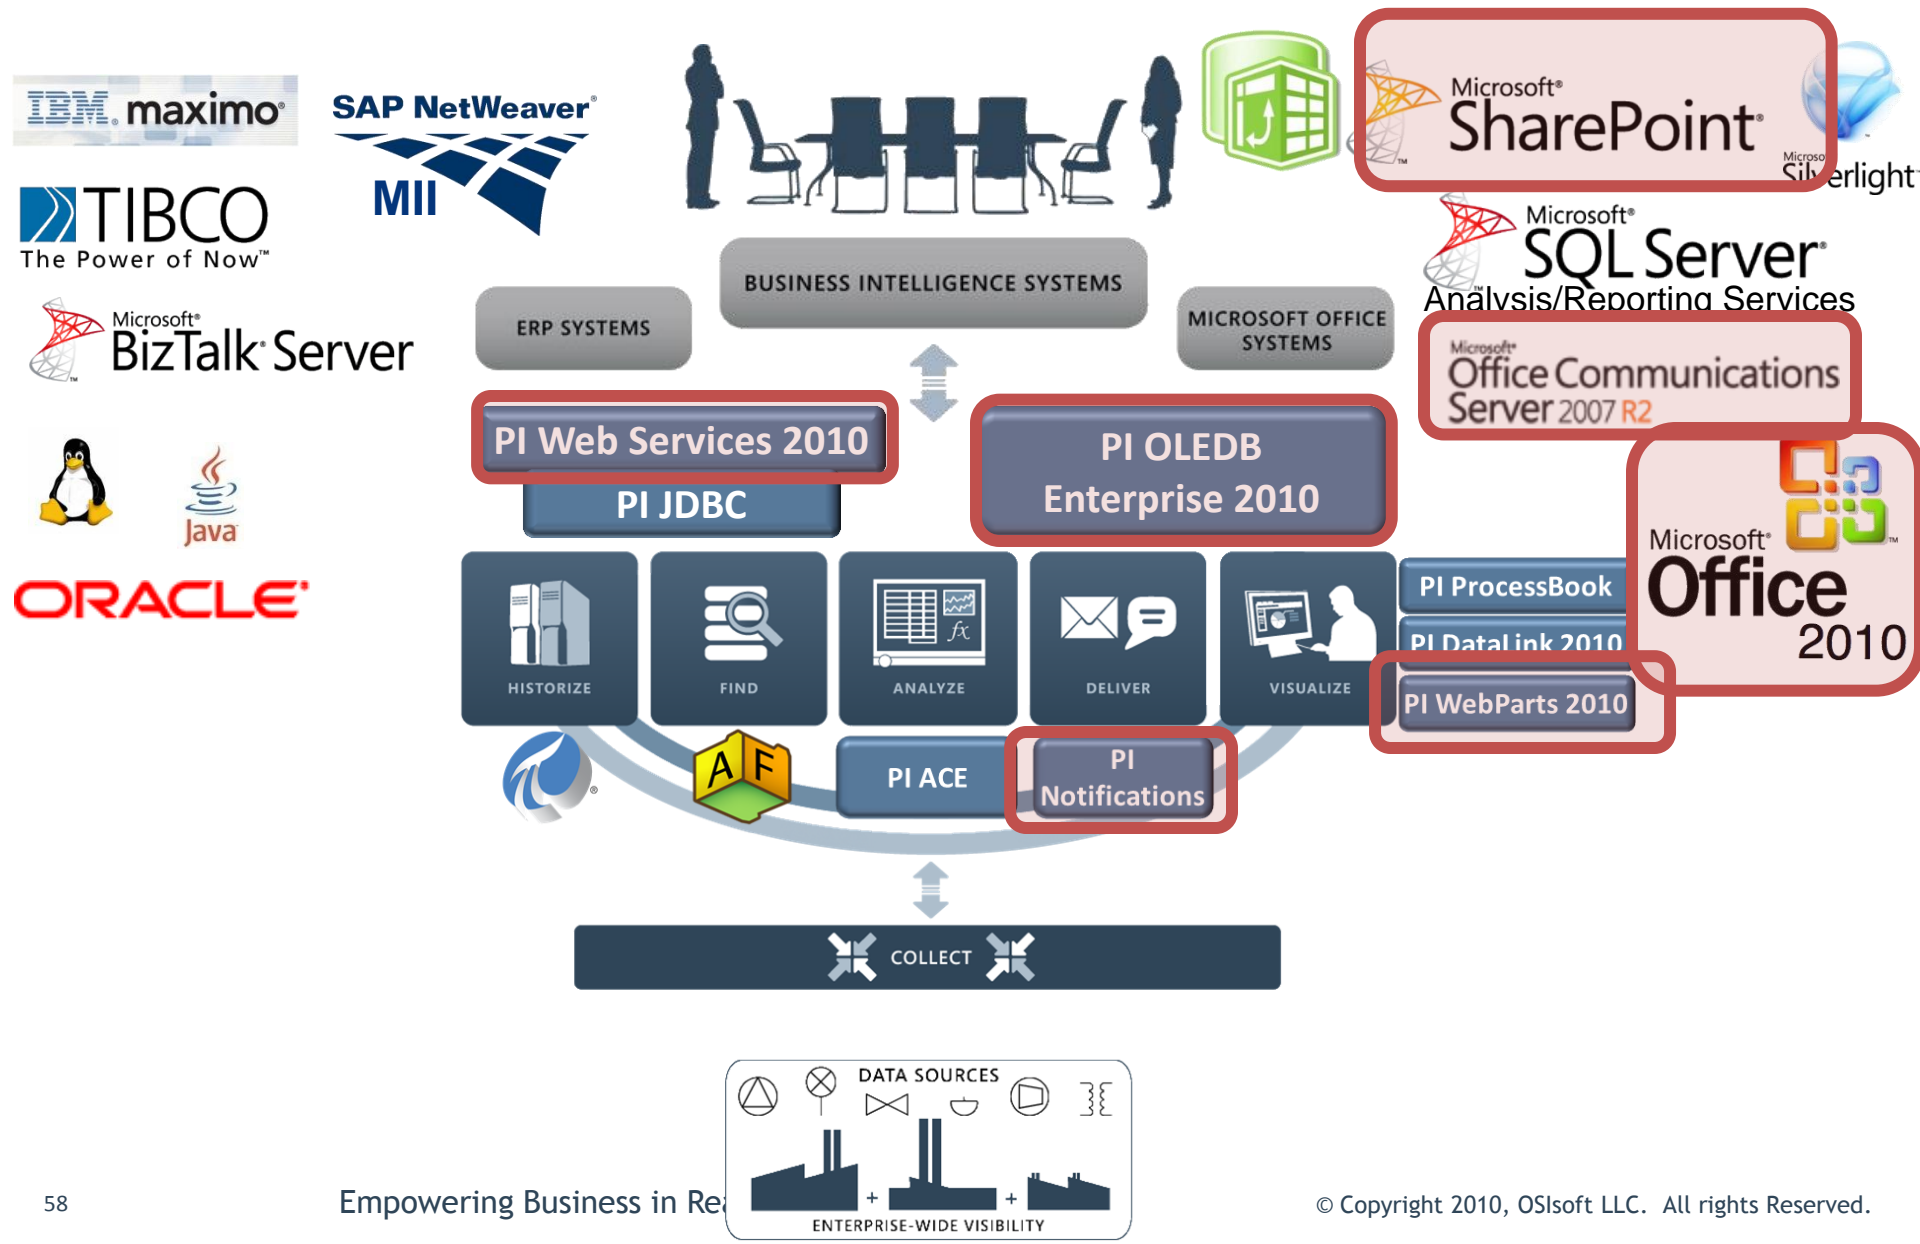 IBM. maximo
SAP NetWeaver®
MII
TIBCO
The Power of Now™
Microsoft®
BizTalk Server
Java
ORACLE®
Microsoft®
SharePoint®
Silverlight
Microsoft®
SQL Server®
Analysis/Reporting Services
Microsoft®
Office Communications
Server 2007 R2
Microsoft®
Office
2010
BUSINESS INTELLIGENCE SYSTEMS
ERP SYSTEMS
MICROSOFT OFFICE
SYSTEMS
PI Web Services 2010
PI JDBC
PI OLEDB
Enterprise 2010
HISTORIZE
FIND
fx
ANALYZE
DELIVER
VISUALIZE
PI ProcessBook
PI DataLink 2010
PI WebParts 2010
A F
PI ACE
PI
Notifications
COLLECT
DATA SOURCES
+ +
ENTERPRISE-WIDE VISIBILITY
58
Empowering Business in
© Copyright 2010, OSIsoft LLC. All rights Reserved.